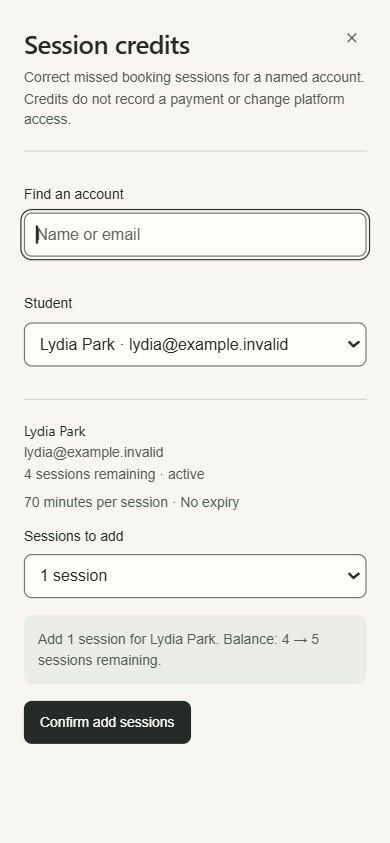 Session credits
×
Correct missed booking sessions for a named account.
Credits do not record a payment or change platform
access.
Find an account
Name or email
Student
Lydia Park · lydia@example.invalid
Lydia Park
lydia@example.invalid
4 sessions remaining · active
70 minutes per session · No expiry
Sessions to add
1 session
Add 1 session for Lydia Park. Balance: 4 → 5
sessions remaining.
Confirm add sessions